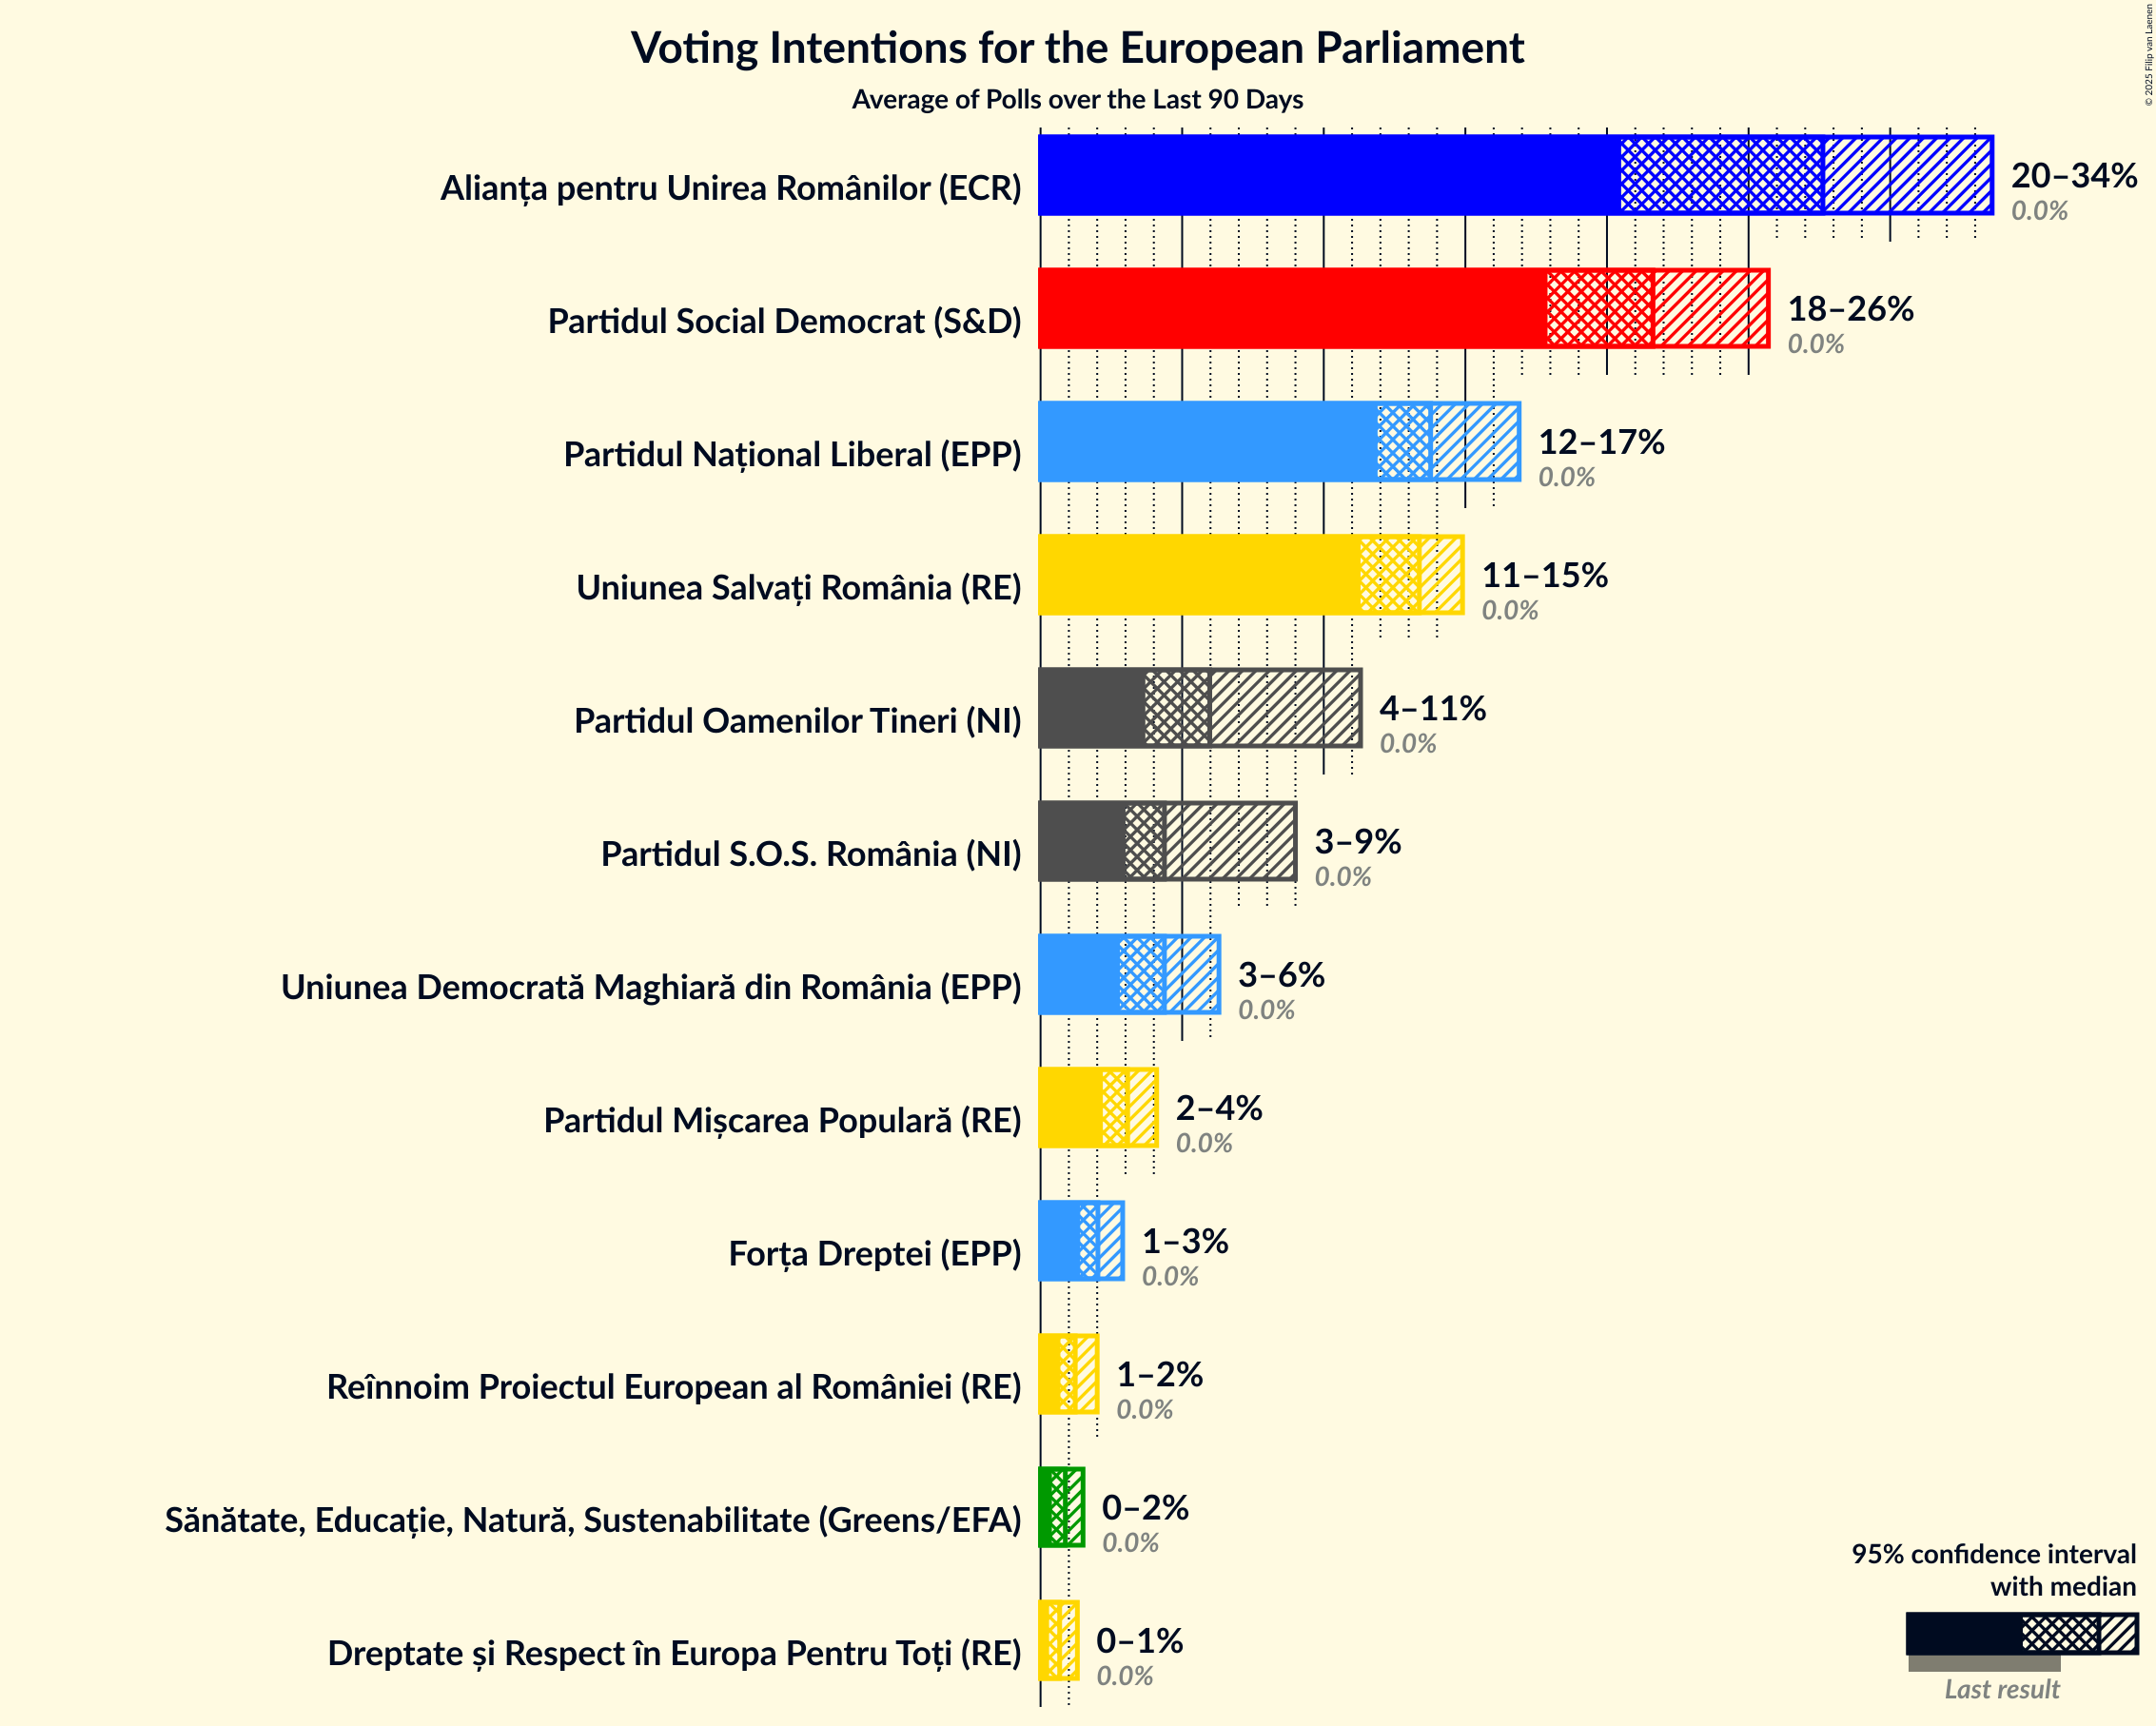 Voting Intentions for the European Parliament
Average of Polls over the Last 90 Days
© 2025 Filip van Laenen
Alianța pentru Unirea Românilor (ECR)
20–34%
0.0%
Partidul Social Democrat (S&D)
18–26%
0.0%
Partidul Național Liberal (EPP)
12–17%
0.0%
Uniunea Salvați România (RE)
11–15%
0.0%
Partidul Oamenilor Tineri (NI)
4–11%
0.0%
Partidul S.O.S. România (NI)
3–9%
0.0%
Uniunea Democrată Maghiară din România (EPP)
3–6%
0.0%
Partidul Mișcarea Populară (RE)
2–4%
0.0%
Forța Dreptei (EPP)
1–3%
0.0%
Reînnoim Proiectul European al României (RE)
1–2%
0.0%
Sănătate, Educație, Natură, Sustenabilitate (Greens/EFA)
0–2%
0.0%
Dreptate și Respect în Europa Pentru Toți (RE)
0–1%
0.0%
95% confidence interval
with median
Last result